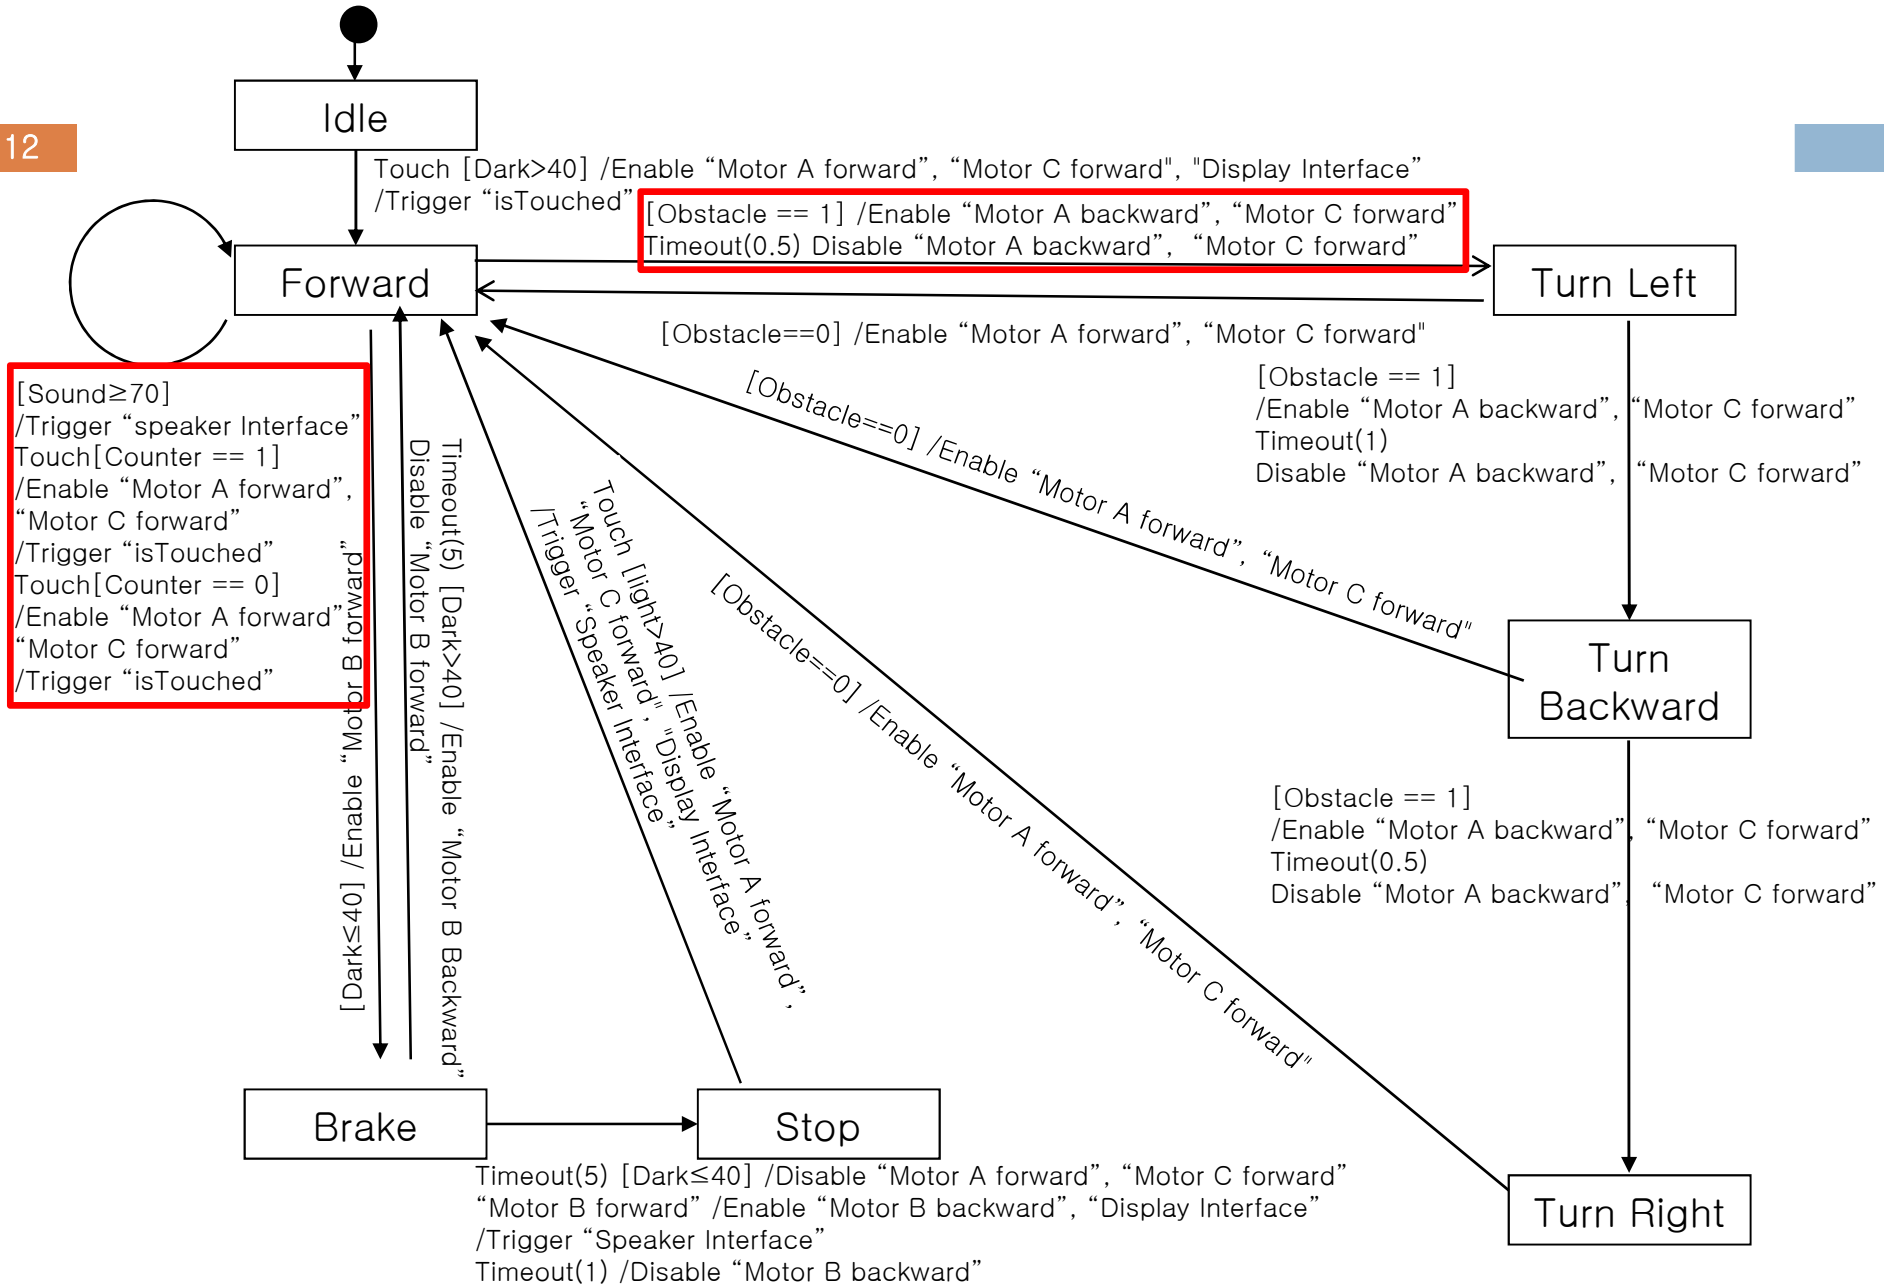 12
Idle
Touch [Dark>40] /Enable “Motor A forward”, “Motor C forward", "Display Interface”
/Trigger “isTouched”
[Obstacle == 1] /Enable “Motor A backward”, “Motor C forward”
Timeout(0.5) Disable “Motor A backward”, “Motor C forward”
Forward
Turn Left
[Obstacle==0] /Enable “Motor A forward”, “Motor C forward"
[Obstacle == 1]
/Enable “Motor A backward”, “Motor C forward”
Timeout(1)
Disable “Motor A backward”, “Motor C forward”
[Sound≥70]
/Trigger “speaker Interface”
Touch[Counter == 1]
/Enable “Motor A forward”,
“Motor C forward”
/Trigger “isTouched”
Touch[Counter == 0]
/Enable “Motor A forward”
“Motor C forward”
/Trigger “isTouched”
[Dark≤40] /Enable “Motor B forward”
Timeout(5) [Dark>40] /Enable “Motor B Backward”
Disable “Motor B forward”
Touch [light>40] /Enable “Motor A forward”,
“Motor C forward", "Display Interface”
/Trigger “Speaker Interface”
[Obstacle==0] /Enable “Motor A forward”, “Motor C forward"
[Obstacle==0] /Enable “Motor A forward”, “Motor C forward"
Turn
Backward
[Obstacle == 1]
/Enable “Motor A backward”, “Motor C forward”
Timeout(0.5)
Disable “Motor A backward”, “Motor C forward”
Brake
Stop
Timeout(5) [Dark≤40] /Disable “Motor A forward”, “Motor C forward”
“Motor B forward” /Enable “Motor B backward”, “Display Interface”
/Trigger “Speaker Interface”
Timeout(1) /Disable “Motor B backward”
Turn Right